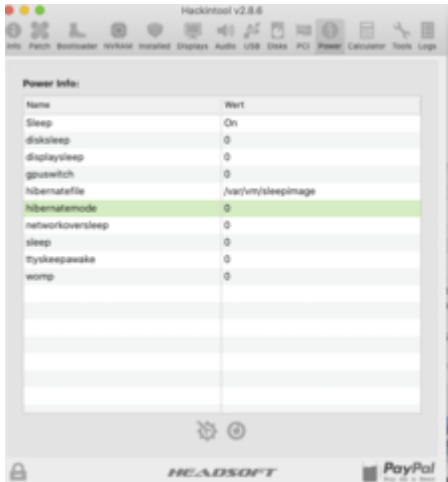 Hackintool v2.8.6
Info Patch Bootloader NVRAM Installed Displays Audio USB Disks PCI Power Calculator Tools Logs
Power Info:
Name Wert
Sleep On
disksleep 0
displaysleep 0
gpuswitch 0
hibernatefile /var/vm/sleepimage
hibernatemode 0
networkoversleep 0
sleep 0
ttyskeepawake 0
womp 0
HEADSOFT
PayPal